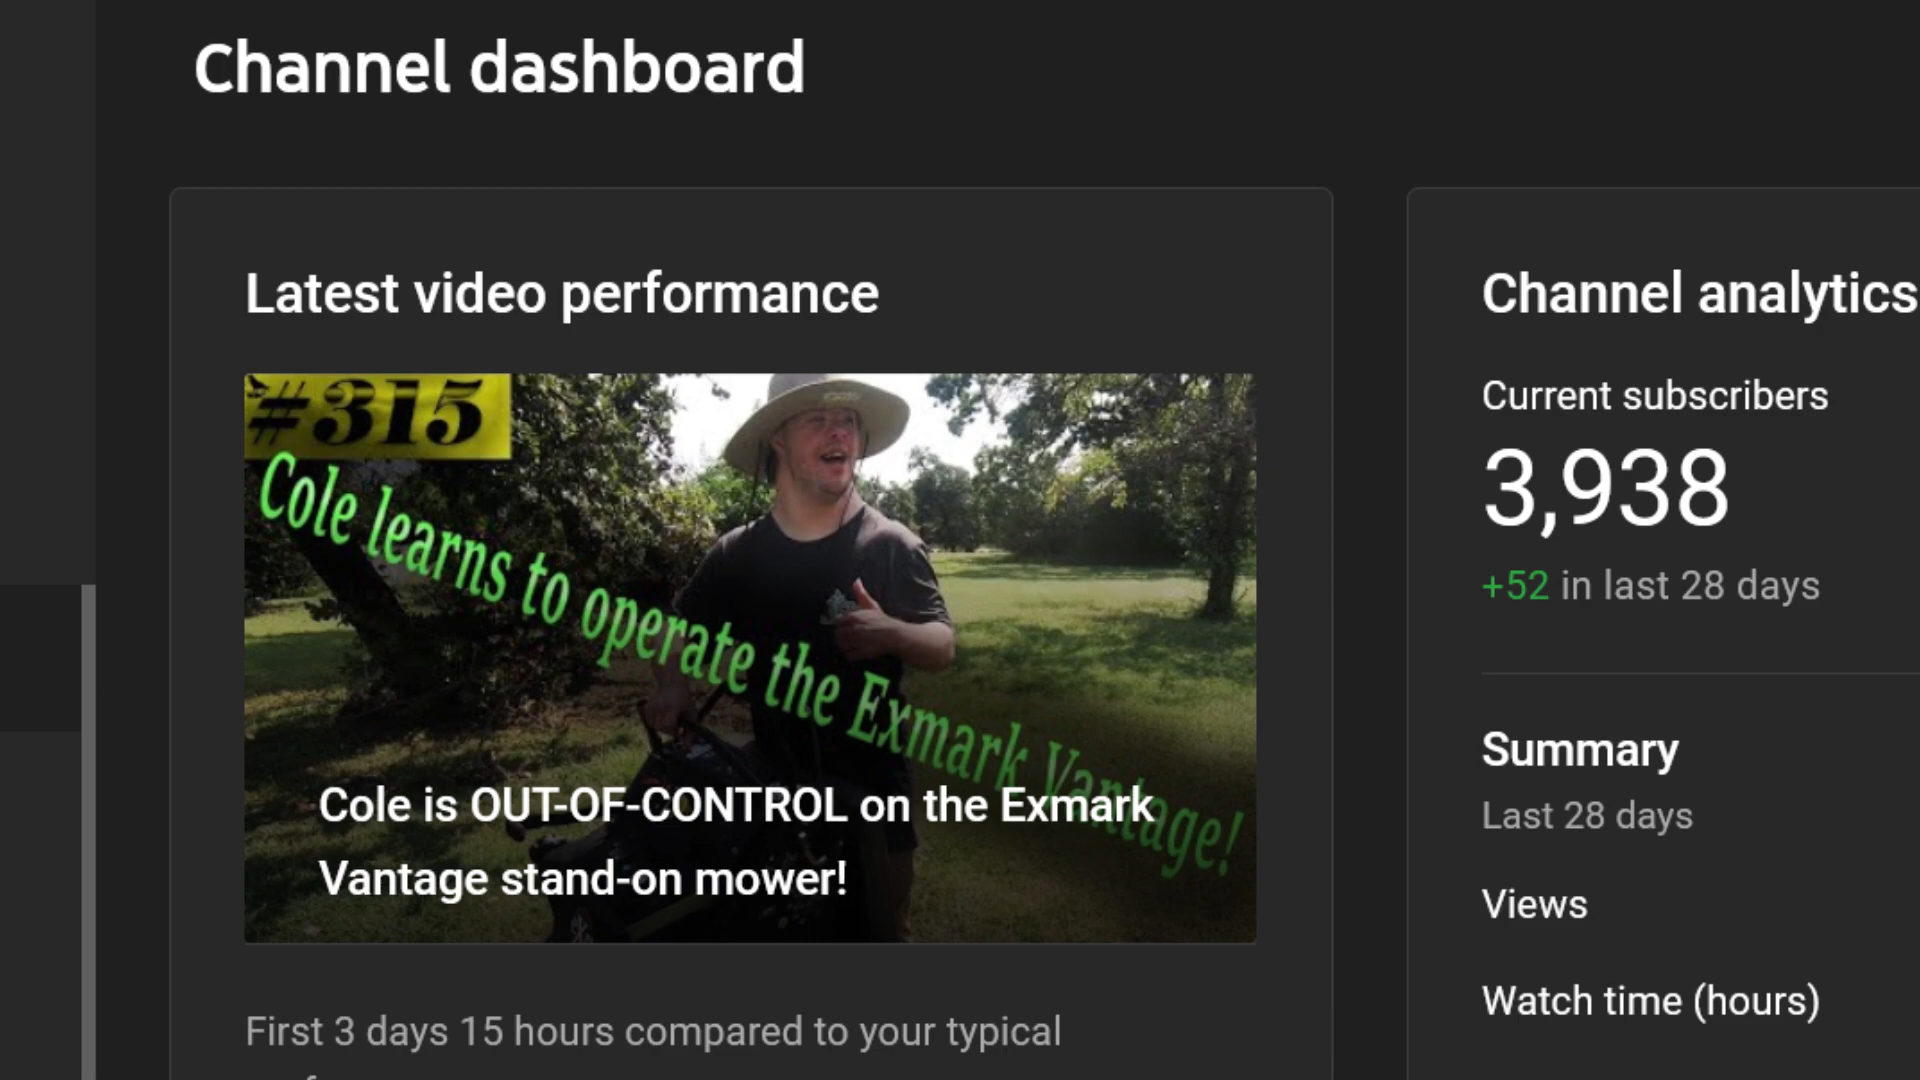 Channel dashboard
Latest video performance
#315
Cole learns to operate the Exmark Vantage!
Cole is OUT-OF-CONTROL on the Exmark
Vantage stand-on mower!
First 3 days 15 hours compared to your typical
Channel analytics
Current subscribers
3,938
+52 in last 28 days
Summary
Last 28 days
Views
Watch time (hours)